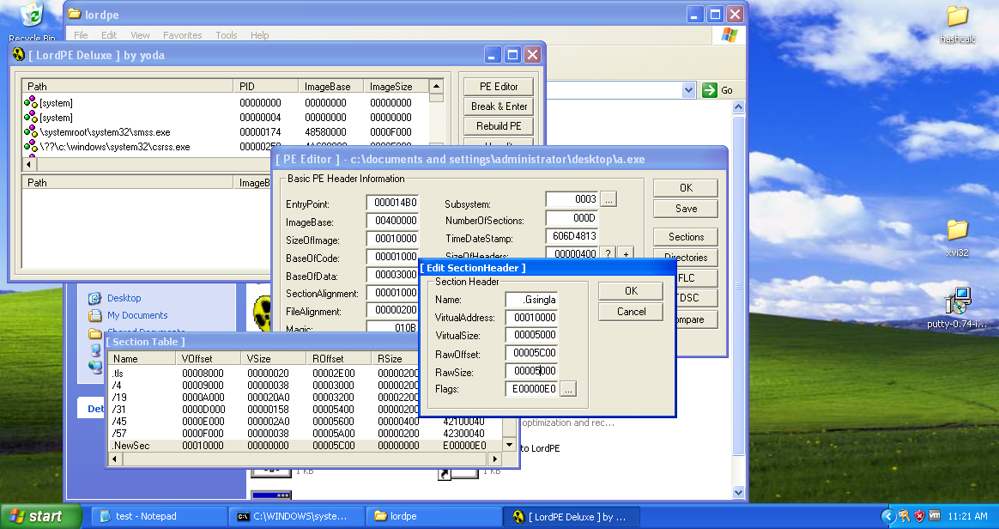 Recycle Bin
lordpe
File Edit View Favorites Tools Help
hashcalc
[ LordPE Deluxe ] by yoda
Path PID ImageBase ImageSize
[system] 00000000 00000000 00000000
[system] 00000004 00000000 00000000
\systemroot\system32\smss.exe 00000174 48580000 0000F000
\??\c:\windows\system32\csrss.exe
PE Editor
Break & Enter
Rebuild PE
Go
Path
[ PE Editor ] - c:\documents and settings\administrator\desktop\a.exe
Basic PE Header Information
EntryPoint: 000014B0
ImageBase: 00400000
SizeOfImage: 00010000
BaseOfCode: 00001000
BaseOfData: 00003000
SectionAlignment: 00001000
FileAlignment: 00000200
Magic: 010B
Subsystem: 0003 ...
NumberOfSections: 000D
TimeDateStamp: 606D4813
SizeOfHeaders: 00000400 ? +
OK
Save
Sections
Directories
[ Edit SectionHeader ]
Section Header
Name: .Gsingla
VirtualAddress: 00010000
VirtualSize: 00005000
RawOffset: 00005C00
RawSize: 00005000
Flags: E00000E0 ...
OK
Cancel
Desktop
My Documents
Shared Documents
Det
[ Section Table ]
Name VOffset VSize ROffset RSize
.tls 00008000 00000020 00002E00 00000200
/4 00009000 00000038 00003000 00000200
/19 0000A000 000020A0 00003200 00002200
/31 0000D000 00000158 00005400 00000200
/45 0000E000 000002A0 00005600 00000400 42100040
/57 0000F000 00000038 00005A00 00000200 42300040
.NewSec 00010000 00000000 00005C00 00000000 E00000E0
optimization and rec...
to LordPE
1 KB
1 KB
xvi32
putty-0.74-i...
start
test - Notepad
C:\WINDOWS\syste...
lordpe
[ LordPE Deluxe ] by ...
11:21 AM